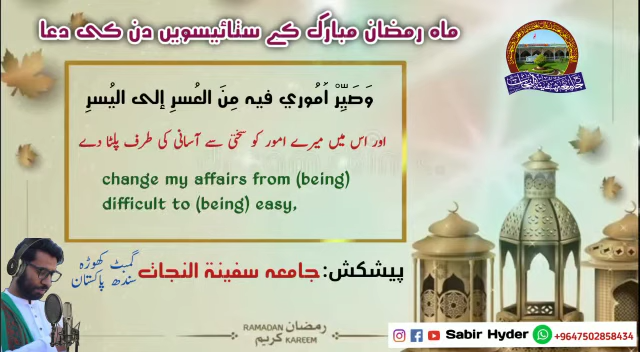 ماہ رمضان مبارک کے ستائیسویں دن کی دعا
وَصَيِّرْ أُمُوري فيه مِنَ العُسرِ إلى اليُسرِ
اور اس میں میرے امور کو سختی سے آسانی کی طرف پلٹا دے
change my affairs from (being)
difficult to (being) easy,
پیشکش: جامعہ سفینۃ النجات
گمبٹ کھوڑہ
سندھ پاکستان
RAMADAN KAREEM
رمضان كريم
Sabir Hyder +9647502858434